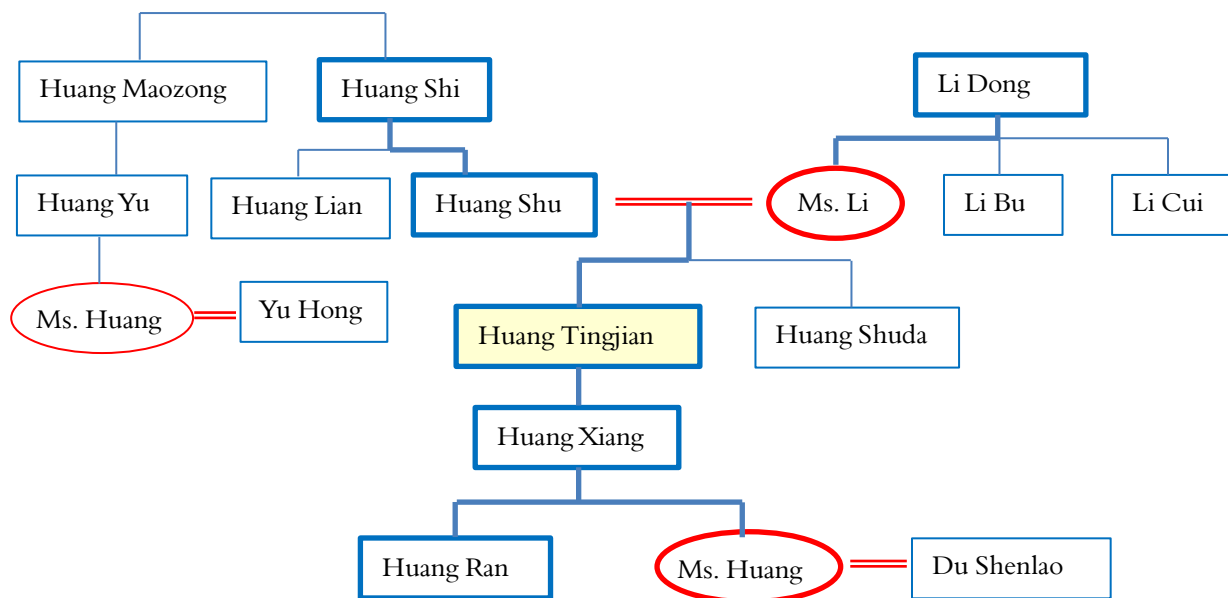 Huang Maozong
Huang Shi
Li Dong
Huang Yu
Huang Lian
Huang Shu
Ms. Li
Li Bu
Li Cui
Ms. Huang
Yu Hong
Huang Tingjian
Huang Shuda
Huang Xiang
Huang Ran
Ms. Huang
Du Shenlao